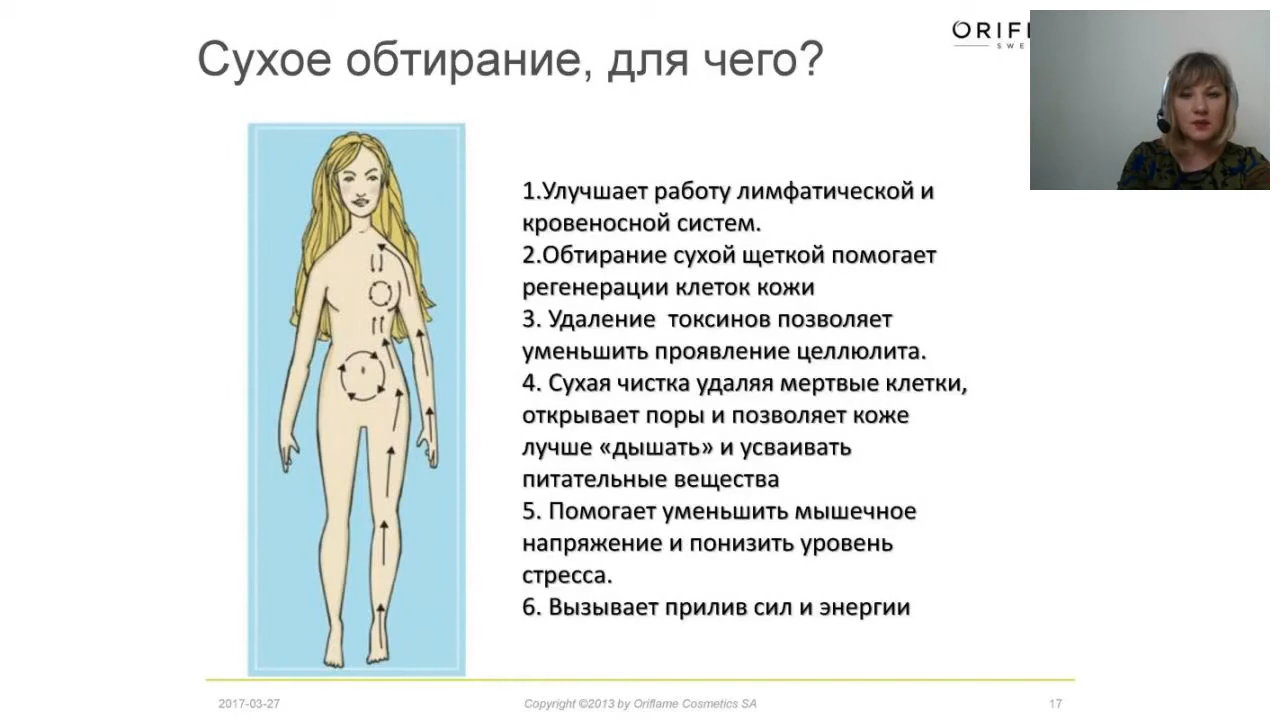 Сухое обтирание, для чего?
1.Улучшает работу лимфатической и
кровеносной систем.
2.Обтирание сухой щеткой помогает
регенерации клеток кожи
3. Удаление токсинов позволяет
уменьшить проявление целлюлита.
4. Сухая чистка удаляя мертвые клетки,
открывает поры и позволяет коже
лучше «дышать» и усваивать
питательные вещества
5. Помогает уменьшить мышечное
напряжение и понизить уровень
стресса.
6. Вызывает прилив сил и энергии
2017-03-27
Copyright ©2013 by Oriflame Cosmetics SA
17